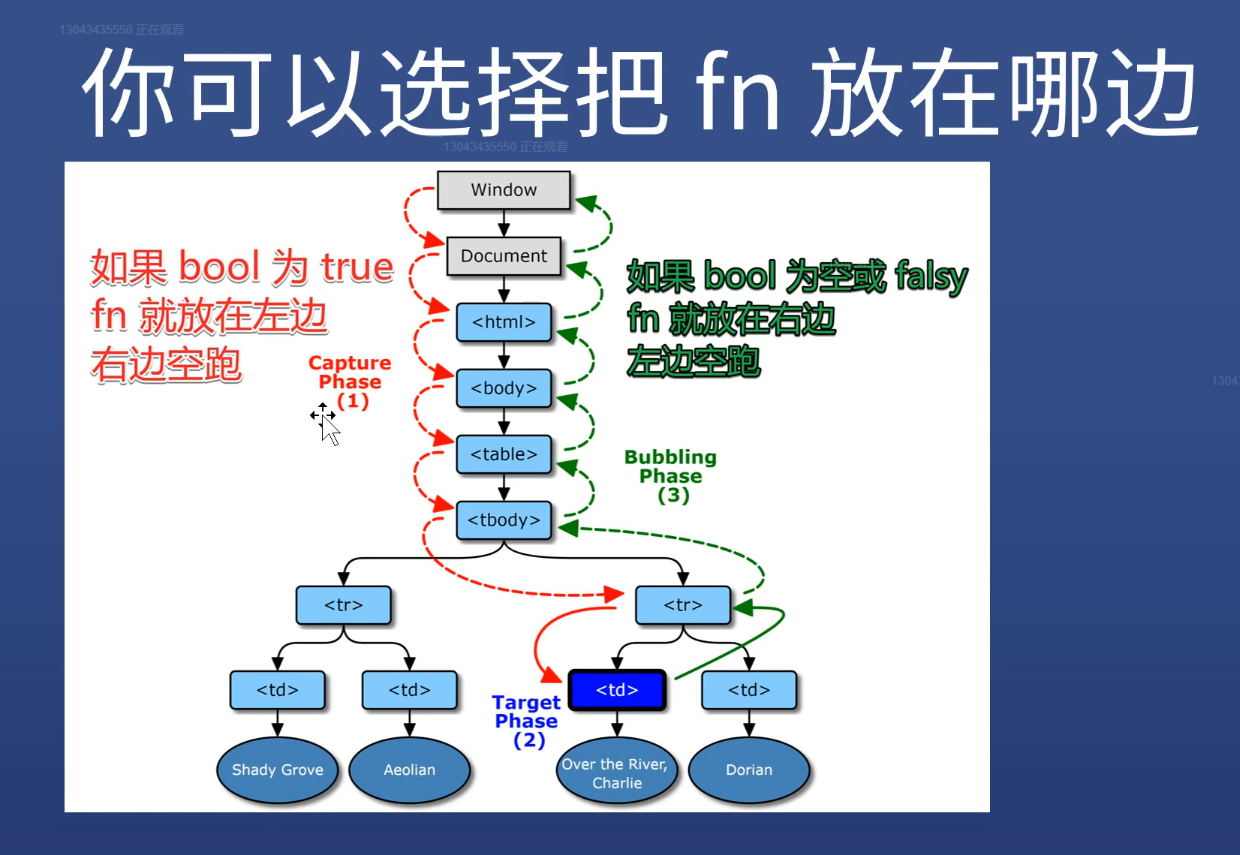 13043435550 正在观看
你可以选择把 fn 放在哪边
13043435550 正在观看
Window
Document
如果 bool 为 true
fn 就放在左边
右边空跑
如果 bool 为空或 falsy
fn 就放在右边
左边空跑
<html>
Capture
Phase
(1)
<body>
<table>
Bubbling
Phase
(3)
<tbody>
<tr>
<tr>
<td>
<td>
<td>
<td>
Target
Phase
(2)
Shady Grove
Aeolian
Over the River,
Charlie
Dorian
1304